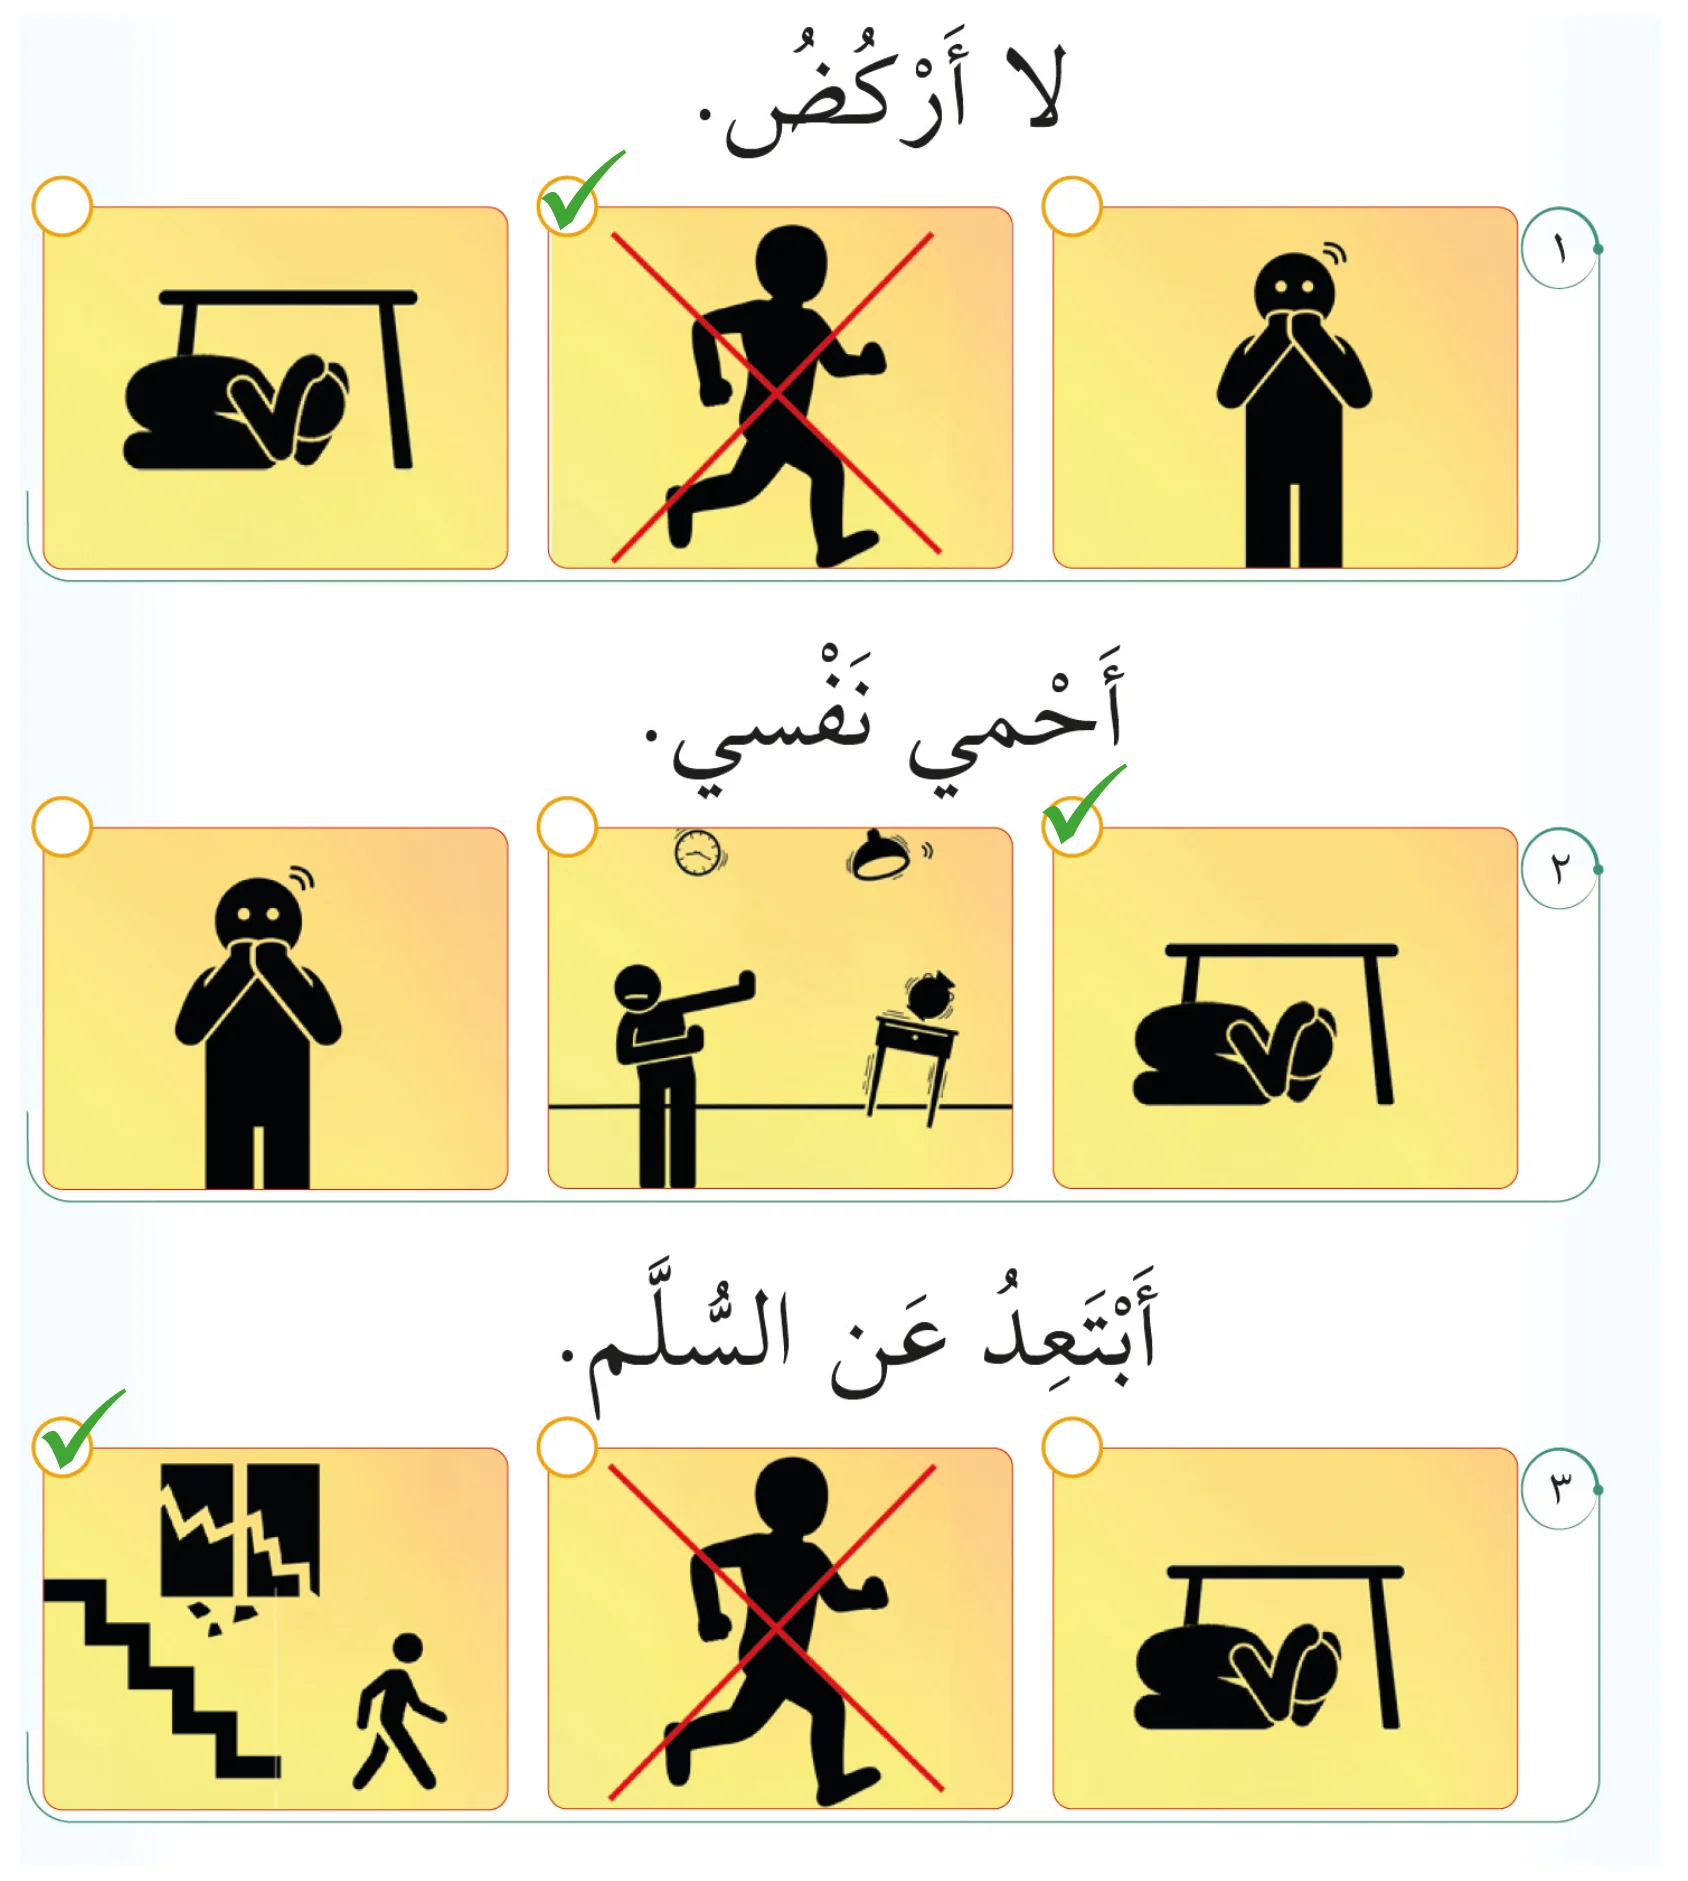 لا أَرْكُضُ.
١
أَحْمي نَفْسي.
٢
أَبْتَعِدُ عَن السُّلَّم.
٣